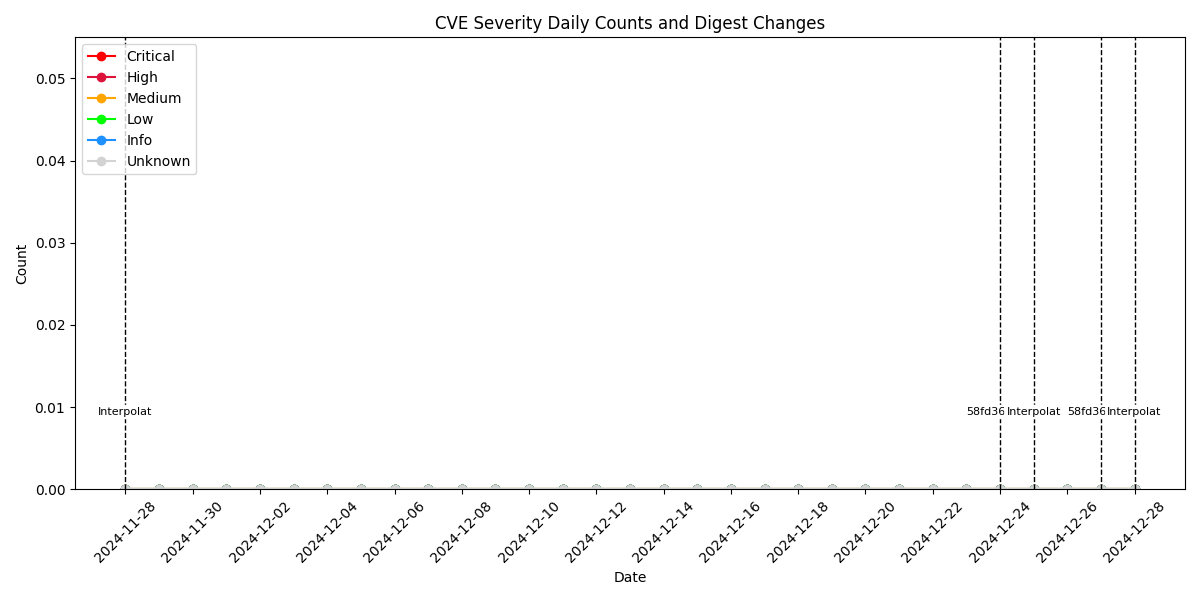 CVE Severity Daily Counts and Digest Changes
Critical
High
Medium
Low
Info
Unknown
Count
0.05
0.04
0.03
0.02
0.01
0.00
Interpolat
58fd36
Interpolat
58fd36
Interpolat
2024-11-28
2024-11-30
2024-12-02
2024-12-04
2024-12-06
2024-12-08
2024-12-10
2024-12-12
2024-12-14
2024-12-16
2024-12-18
2024-12-20
2024-12-22
2024-12-24
2024-12-26
2024-12-28
Date